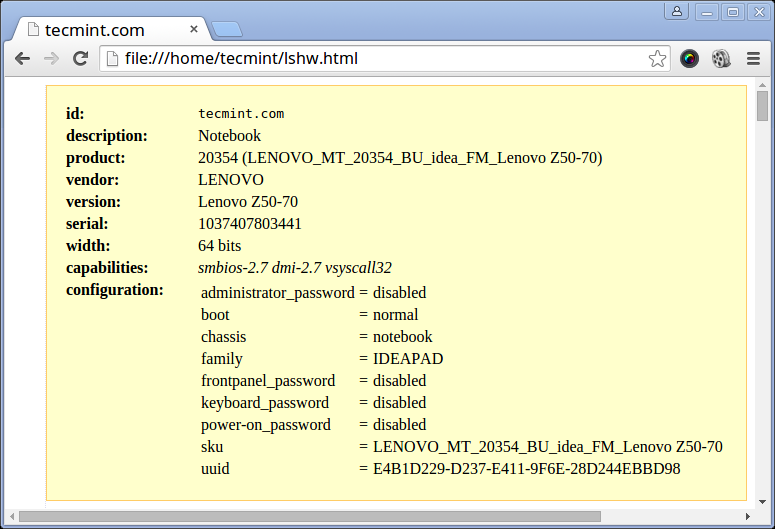 tecmint.com
file:///home/tecmint/lshw.html
id: tecmint.com
description: Notebook
product: 20354 (LENOVO_MT_20354_BU_idea_FM_Lenovo Z50-70)
vendor: LENOVO
version: Lenovo Z50-70
serial: 1037407803441
width: 64 bits
capabilities: smbios-2.7 dmi-2.7 vsyscall32
configuration: administrator_password = disabled
boot = normal
chassis = notebook
family = IDEAPAD
frontpanel_password = disabled
keyboard_password = disabled
power-on_password = disabled
sku = LENOVO_MT_20354_BU_idea_FM_Lenovo Z50-70
uuid = E4B1D229-D237-E411-9F6E-28D244EBBD98